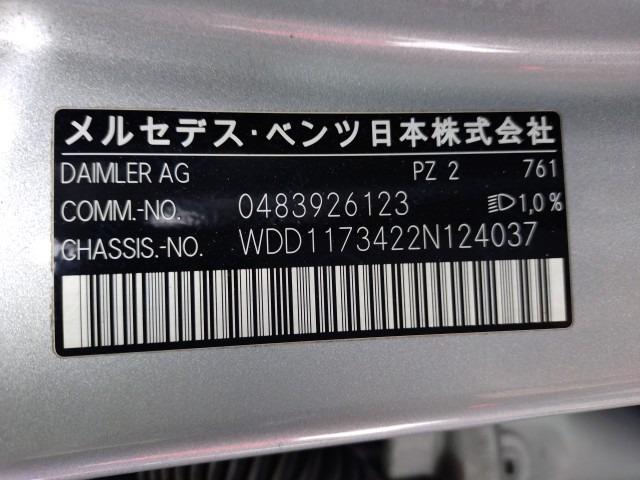 メルセデス・ベンツ日本株式会社
DAIMLER AG PZ 2 761
COMM.-NO. 0483926123 1,0%
CHASSIS.-NO. WDD1173422N124037